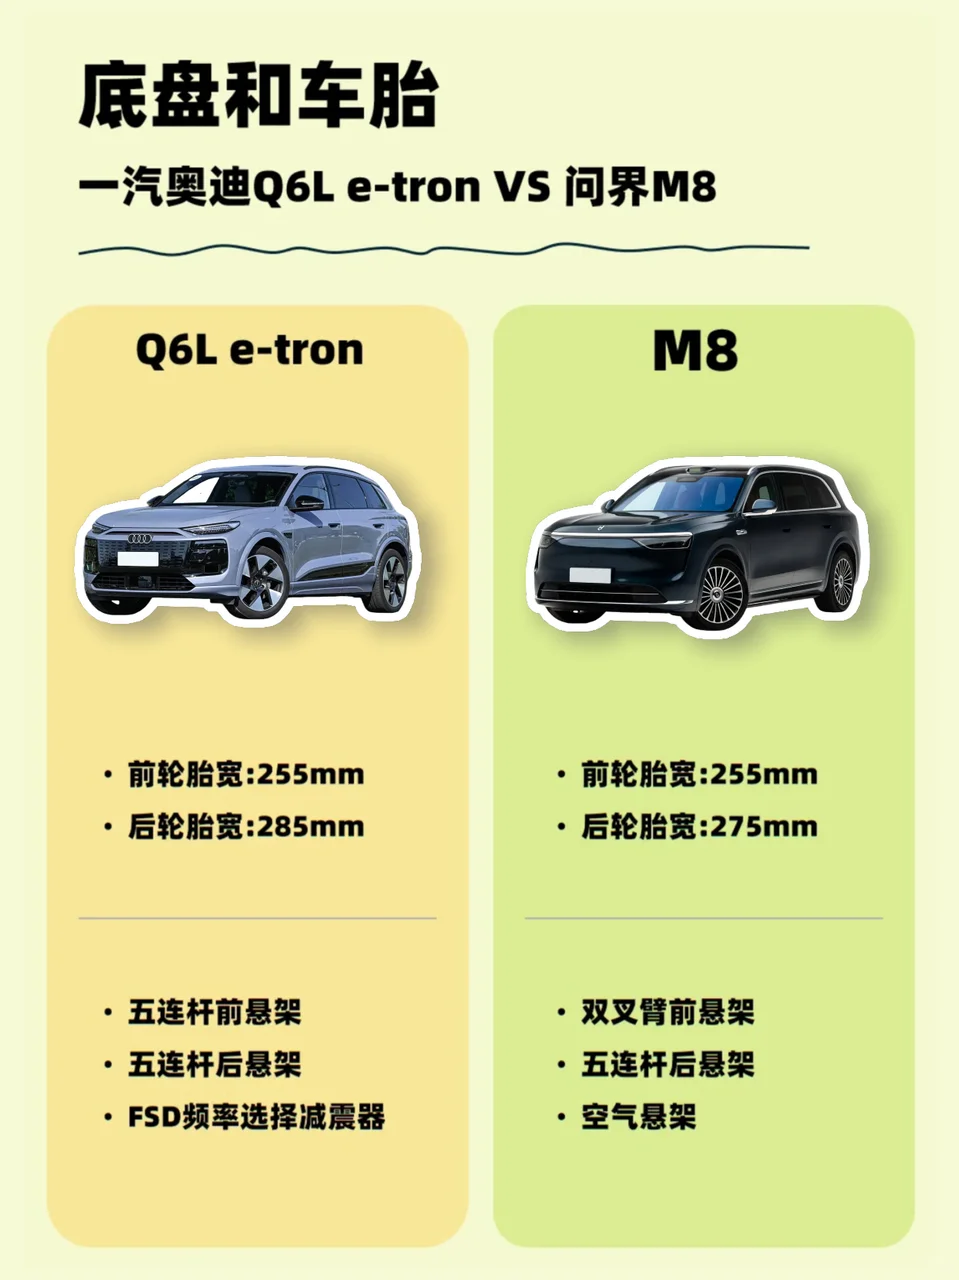 底盘和车胎
一汽奥迪Q6L e-tron VS 问界M8
Q6L e-tron
M8
• 前轮胎宽:255mm
• 后轮胎宽:285mm
• 前轮胎宽:255mm
• 后轮胎宽:275mm
• 五连杆前悬架
• 五连杆后悬架
• FSD频率选择减震器
• 双叉臂前悬架
• 五连杆后悬架
• 空气悬架